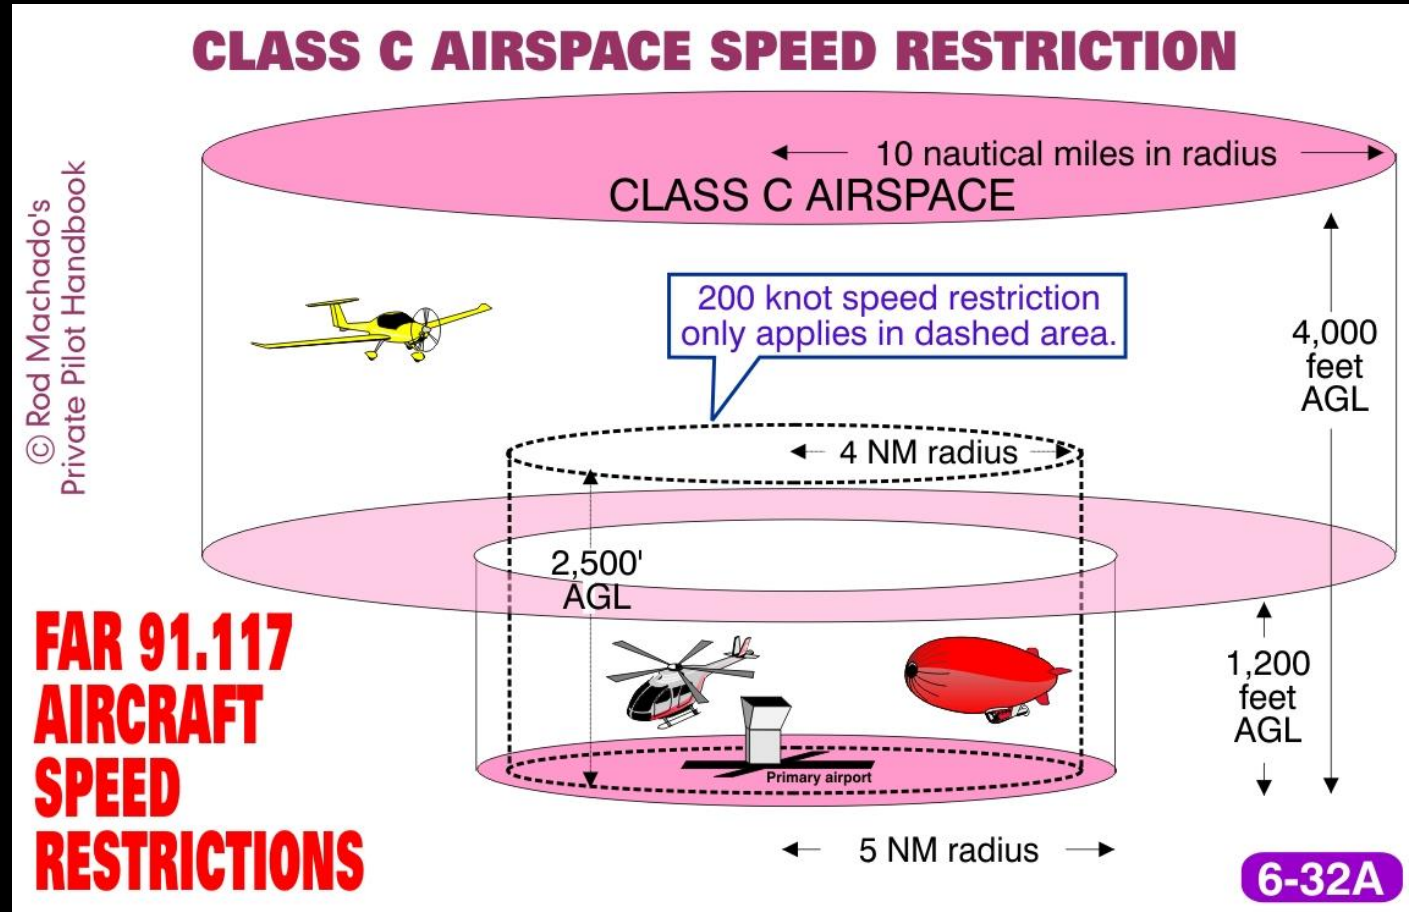 CLASS C AIRSPACE SPEED RESTRICTION
10 nautical miles in radius
CLASS C AIRSPACE
© Rod Machado's
Private Pilot Handbook
200 knot speed restriction
only applies in dashed area.
4,000
feet
AGL
4 NM radius
2,500'
AGL
1,200
feet
AGL
Primary airport
5 NM radius
FAR 91.117
AIRCRAFT
SPEED
RESTRICTIONS
6-32A